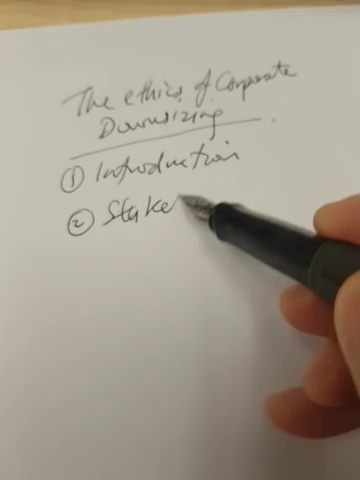 The ethics of Corporate
Downsizing
① Introduction
② Stake